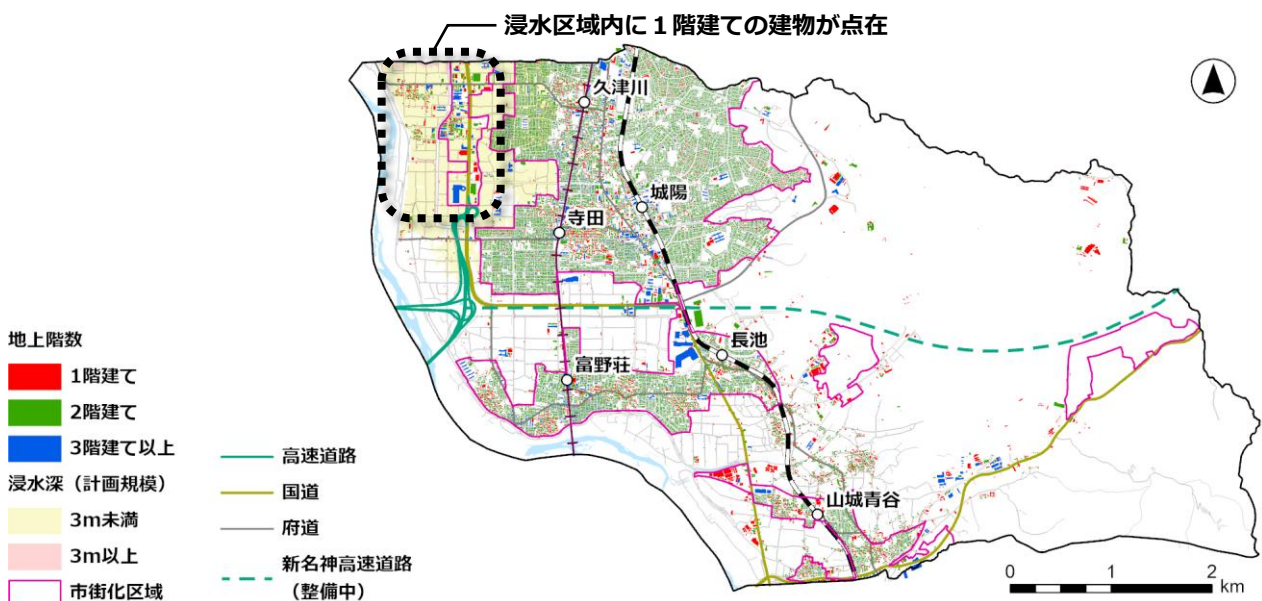 浸水区域内に１階建ての建物が点在
久津川
城陽
寺田
長池
富野荘
山城青谷
地上階数
1階建て
2階建て
3階建て以上
浸水深（計画規模）
3m未満
3m以上
市街化区域
高速道路
国道
府道
新名神高速道路
（整備中）
0 1 2
km